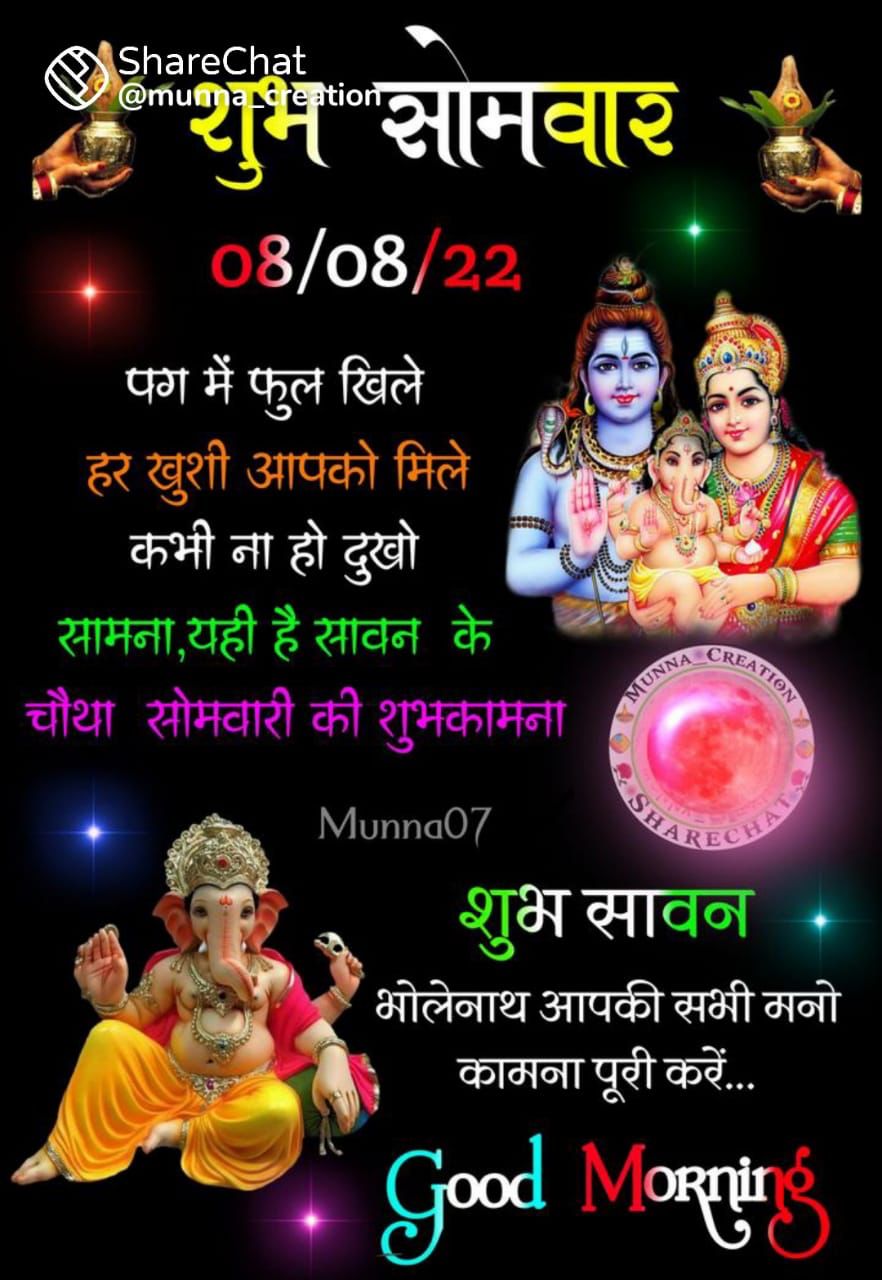 ShareChat
@munna_creation
शुभ सोमवार
08/08/22
पग में फुल खिले
हर खुशी आपको मिले
कभी ना हो दुखो
सामना,यही है सावन के
चौथा सोमवारी की शुभकामना
MUNNA_CREATION
SHARECHAT
Munna07
शुभ सावन
भोलेनाथ आपकी सभी मनो
कामना पूरी करें...
Good Morning